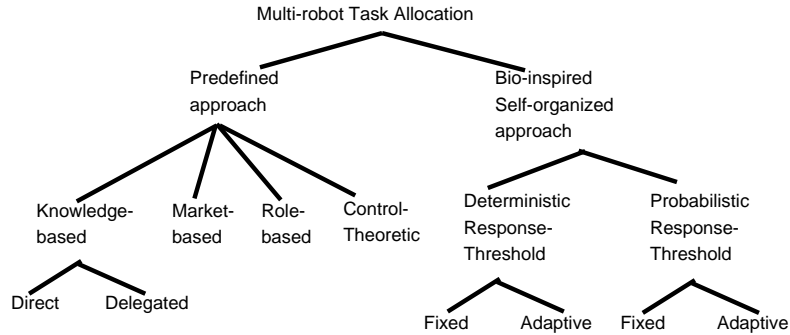 Multi-robot Task Allocation
Predefined
approach
Bio-inspired
Self-organized
approach
Knowledge-
based
Market-
based
Role-
based
Control-
Theoretic
Deterministic
Response-
Threshold
Probabilistic
Response-
Threshold
Direct
Delegated
Fixed
Adaptive
Fixed
Adaptive